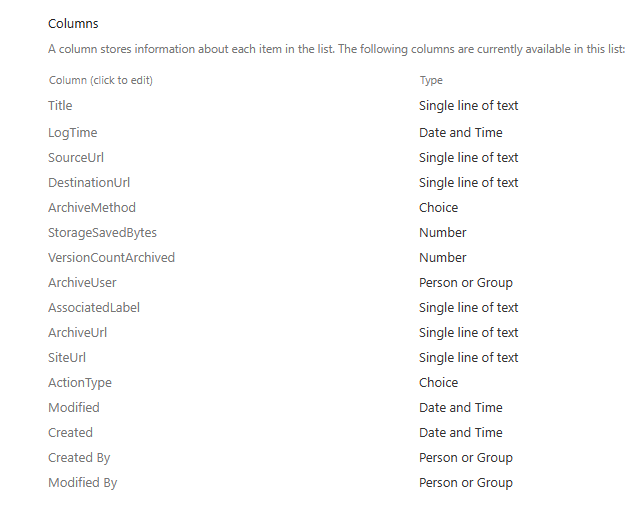 Columns
A column stores information about each item in the list. The following columns are currently available in this list:
Column (click to edit) Type
Title Single line of text
LogTime Date and Time
SourceUrl Single line of text
DestinationUrl Single line of text
ArchiveMethod Choice
StorageSavedBytes Number
VersionCountArchived Number
ArchiveUser Person or Group
AssociatedLabel Single line of text
ArchiveUrl Single line of text
SiteUrl Single line of text
ActionType Choice
Modified Date and Time
Created Date and Time
Created By Person or Group
Modified By Person or Group